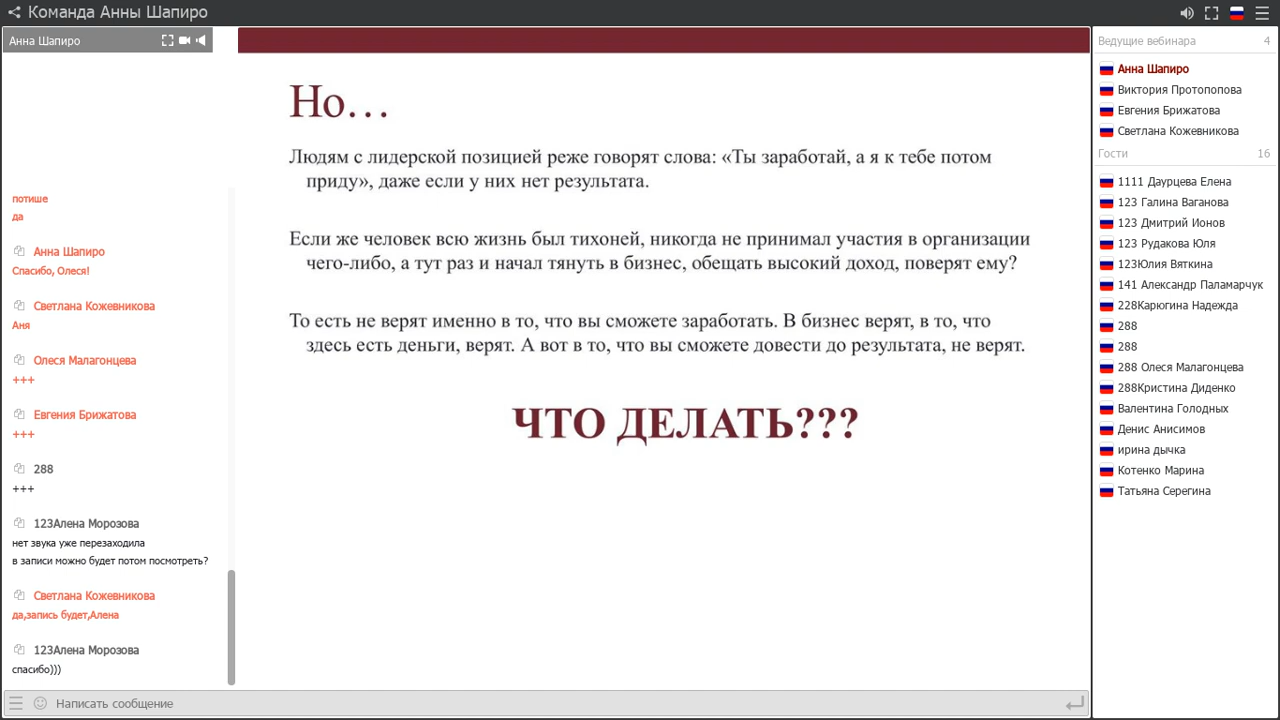 Команда Анны Шапиро
Анна Шапиро
потише
да
Анна Шапиро
Спасибо, Олеся!
Светлана Кожевникова
Аня
Олеся Малагонцева
+++
Евгения Брижатова
+++
288
+++
123Алена Морозова
нет звука уже перезаходила
в записи можно будет потом посмотреть?
Светлана Кожевникова
да,запись будет,Алена
123Алена Морозова
спасибо)))
Написать сообщение
Но…
Людям с лидерской позицией реже говорят слова: «Ты заработай, а я к тебе потом
приду», даже если у них нет результата.
Если же человек всю жизнь был тихоней, никогда не принимал участия в организации
чего-либо, а тут раз и начал тянуть в бизнес, обещать высокий доход, поверят ему?
То есть не верят именно в то, что вы сможете заработать. В бизнес верят, в то, что
здесь есть деньги, верят. А вот в то, что вы сможете довести до результата, не верят.
ЧТО ДЕЛАТЬ???
Ведущие вебинара 4
Анна Шапиро
Виктория Протопопова
Евгения Брижатова
Светлана Кожевникова
Гости 16
1111 Даурцева Елена
123 Галина Ваганова
123 Дмитрий Ионов
123 Рудакова Юля
123Юлия Вяткина
141 Александр Паламарчук
228Карюгина Надежда
288
288
288 Олеся Малагонцева
288Кристина Диденко
Валентина Голодных
Денис Анисимов
ирина дычка
Котенко Марина
Татьяна Серегина